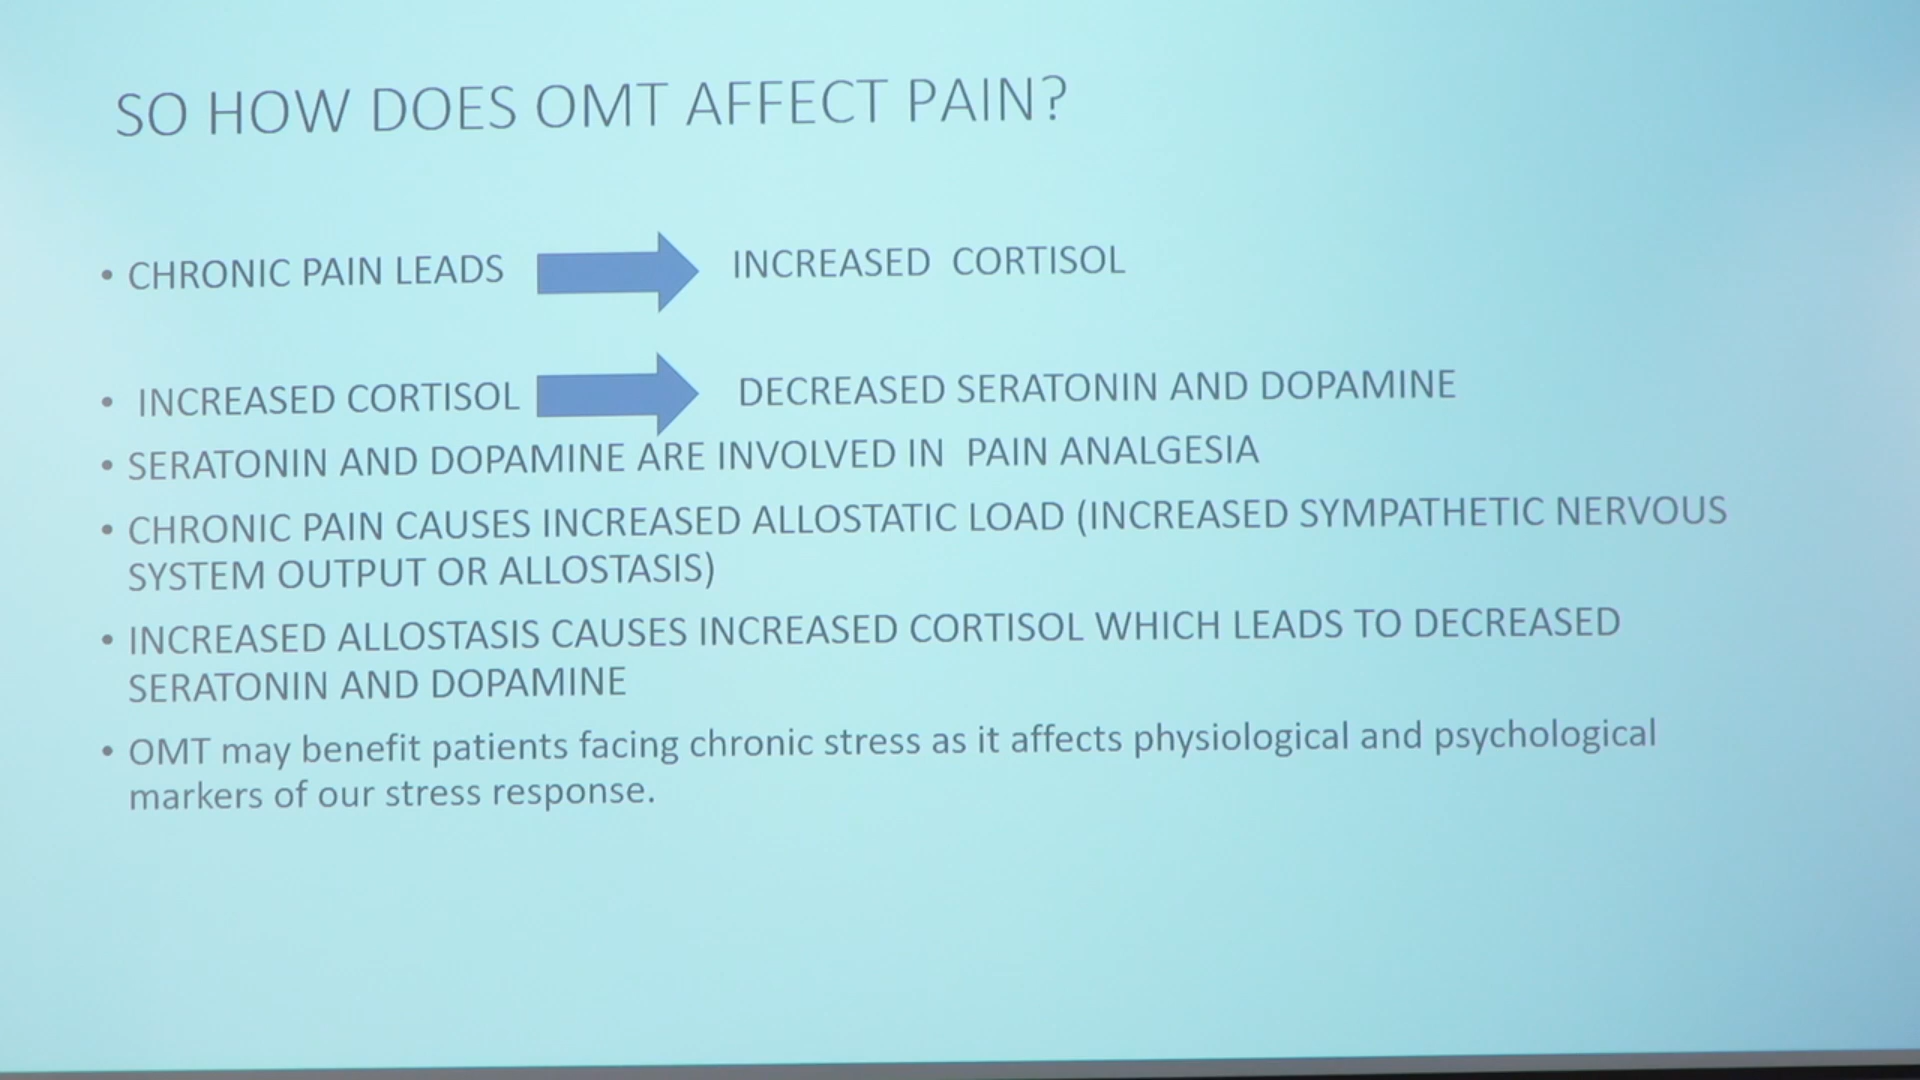 SO HOW DOES OMT AFFECT PAIN?
• CHRONIC PAIN LEADS INCREASED CORTISOL
• INCREASED CORTISOL DECREASED SERATONIN AND DOPAMINE
• SERATONIN AND DOPAMINE ARE INVOLVED IN PAIN ANALGESIA
• CHRONIC PAIN CAUSES INCREASED ALLOSTATIC LOAD (INCREASED SYMPATHETIC NERVOUS
SYSTEM OUTPUT OR ALLOSTASIS)
• INCREASED ALLOSTASIS CAUSES INCREASED CORTISOL WHICH LEADS TO DECREASED
SERATONIN AND DOPAMINE
• OMT may benefit patients facing chronic stress as it affects physiological and psychological
markers of our stress response.